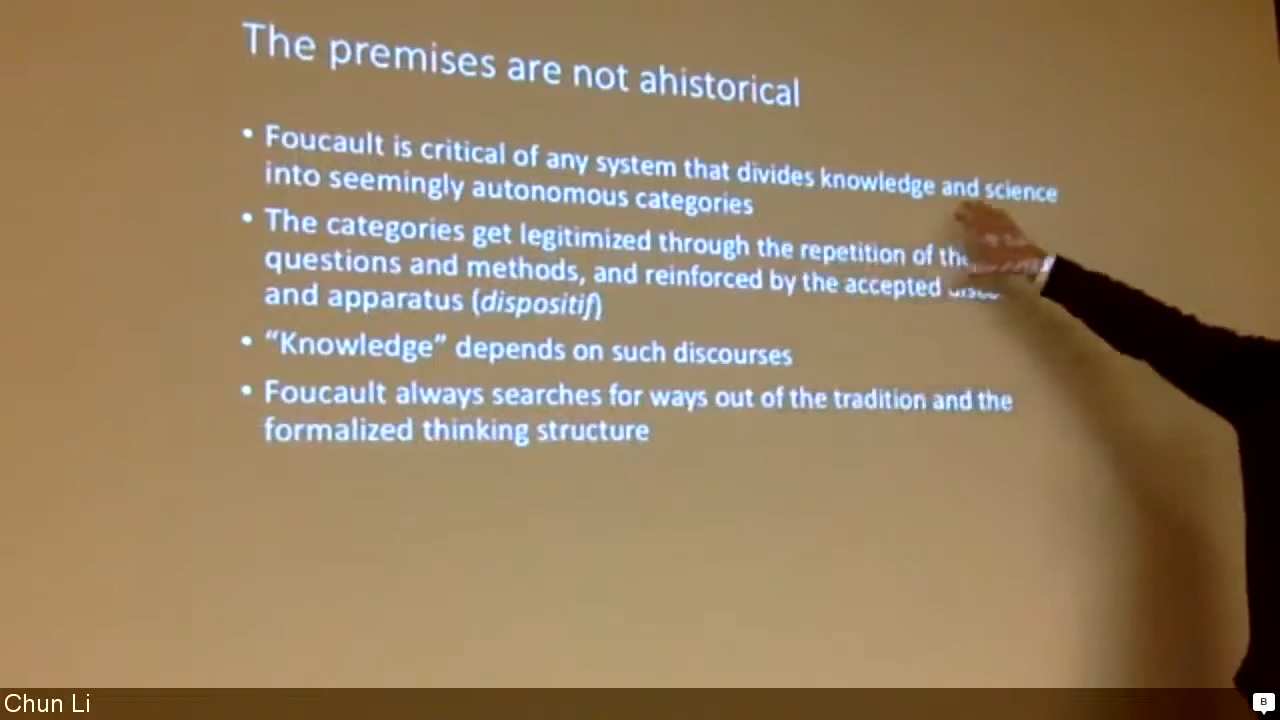 The premises are not ahistorical
• Foucault is critical of any system that divides knowledge and science
into seemingly autonomous categories
• The categories get legitimized through the repetition of the
questions and methods, and reinforced by the accepted
and apparatus (dispositif)
• “Knowledge” depends on such discourses
• Foucault always searches for ways out of the tradition and the
formalized thinking structure
Chun Li
B